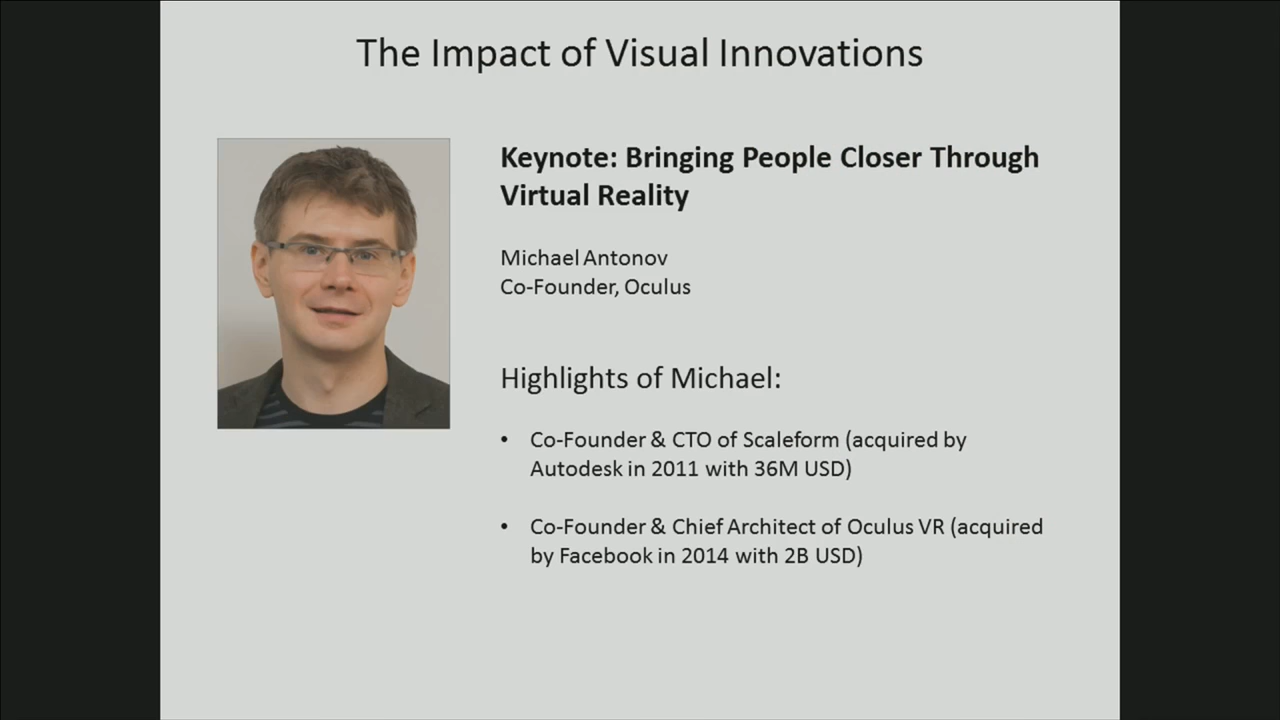 The Impact of Visual Innovations
Keynote: Bringing People Closer Through
Virtual Reality
Michael Antonov
Co-Founder, Oculus
Highlights of Michael:
• Co-Founder & CTO of Scaleform (acquired by
Autodesk in 2011 with 36M USD)
• Co-Founder & Chief Architect of Oculus VR (acquired
by Facebook in 2014 with 2B USD)